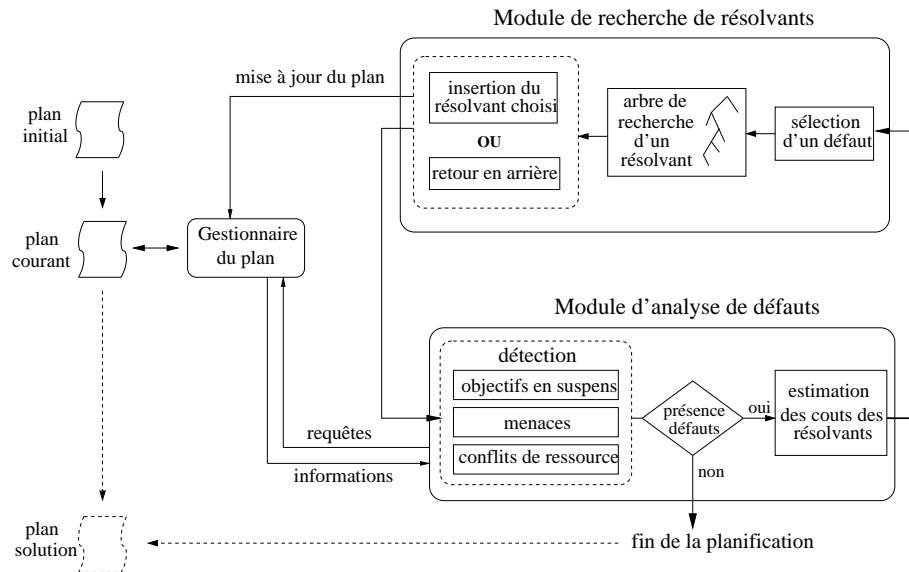 Module de recherche de résolvants
mise à jour du plan
insertion du
résolvant choisi
OU
retour en arrière
arbre de
recherche
d'un
résolvant
sélection
d'un défaut
plan
initial
plan
courant
Gestionnaire
du plan
Module d'analyse de défauts
détection
objectifs en suspens
menaces
conflits de ressource
présence
défauts
oui
non
estimation
des couts des
résolvants
requêtes
informations
plan
solution
fin de la planification